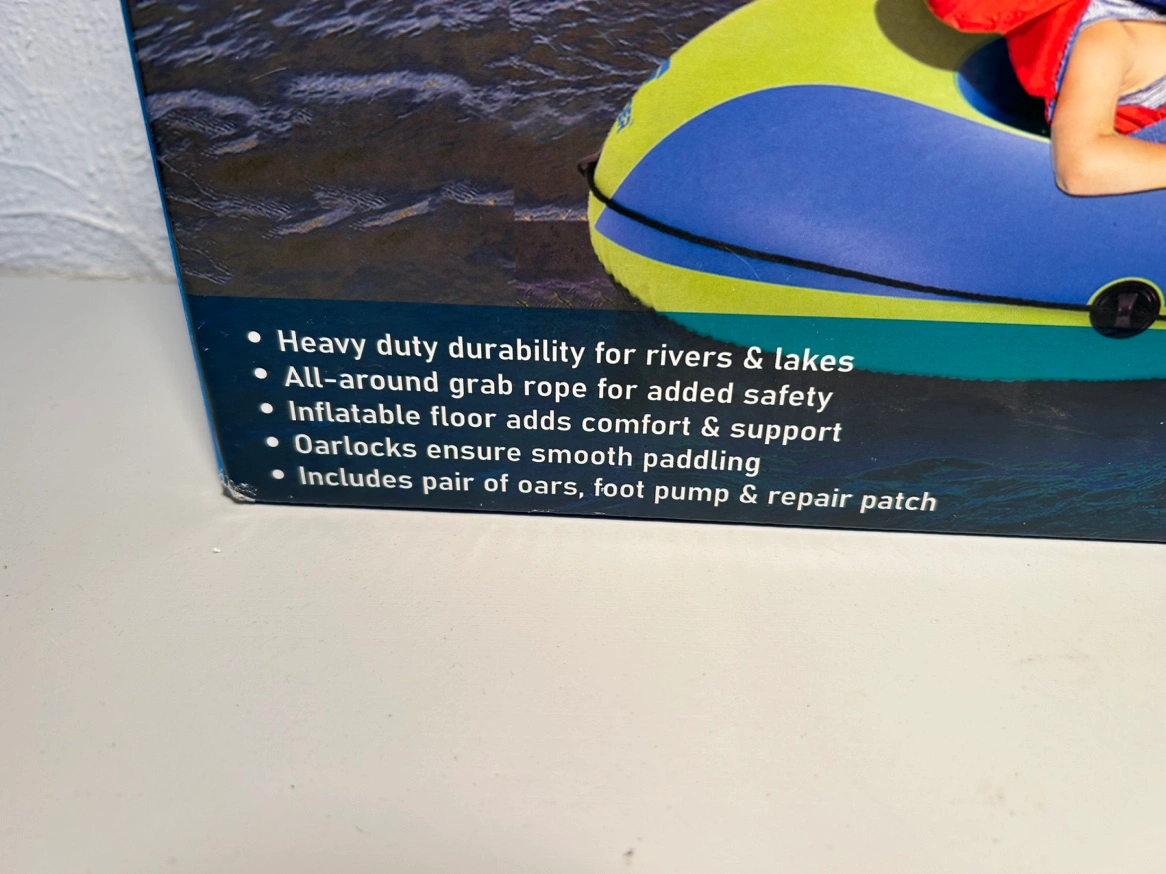 • Heavy duty durability for rivers & lakes
• All-around grab rope for added safety
• Inflatable floor adds comfort & support
• Oarlocks ensure smooth paddling
• Includes pair of oars, foot pump & repair patch